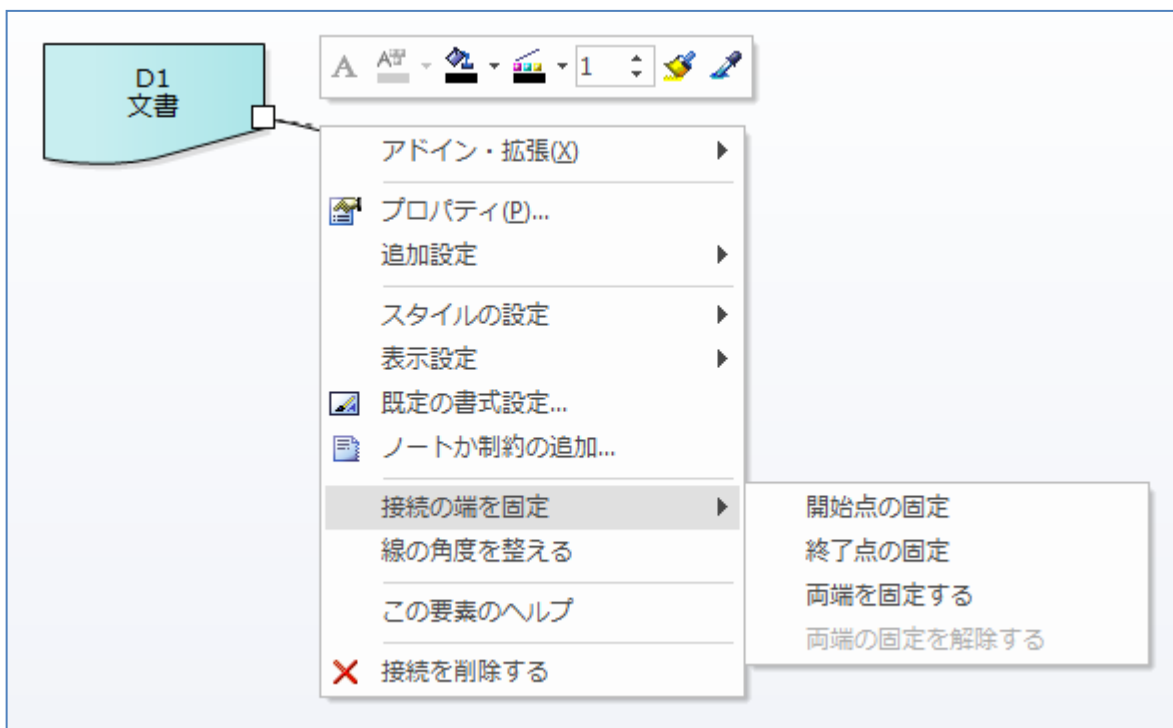 D1
文書
A A 1
アドイン・拡張(X)
プロパティ(P)...
追加設定
スタイルの設定
表示設定
既定の書式設定...
ノートか制約の追加...
接続の端を固定
線の角度を整える
この要素のヘルプ
接続を削除する
開始点の固定
終了点の固定
両端を固定する
両端の固定を解除する